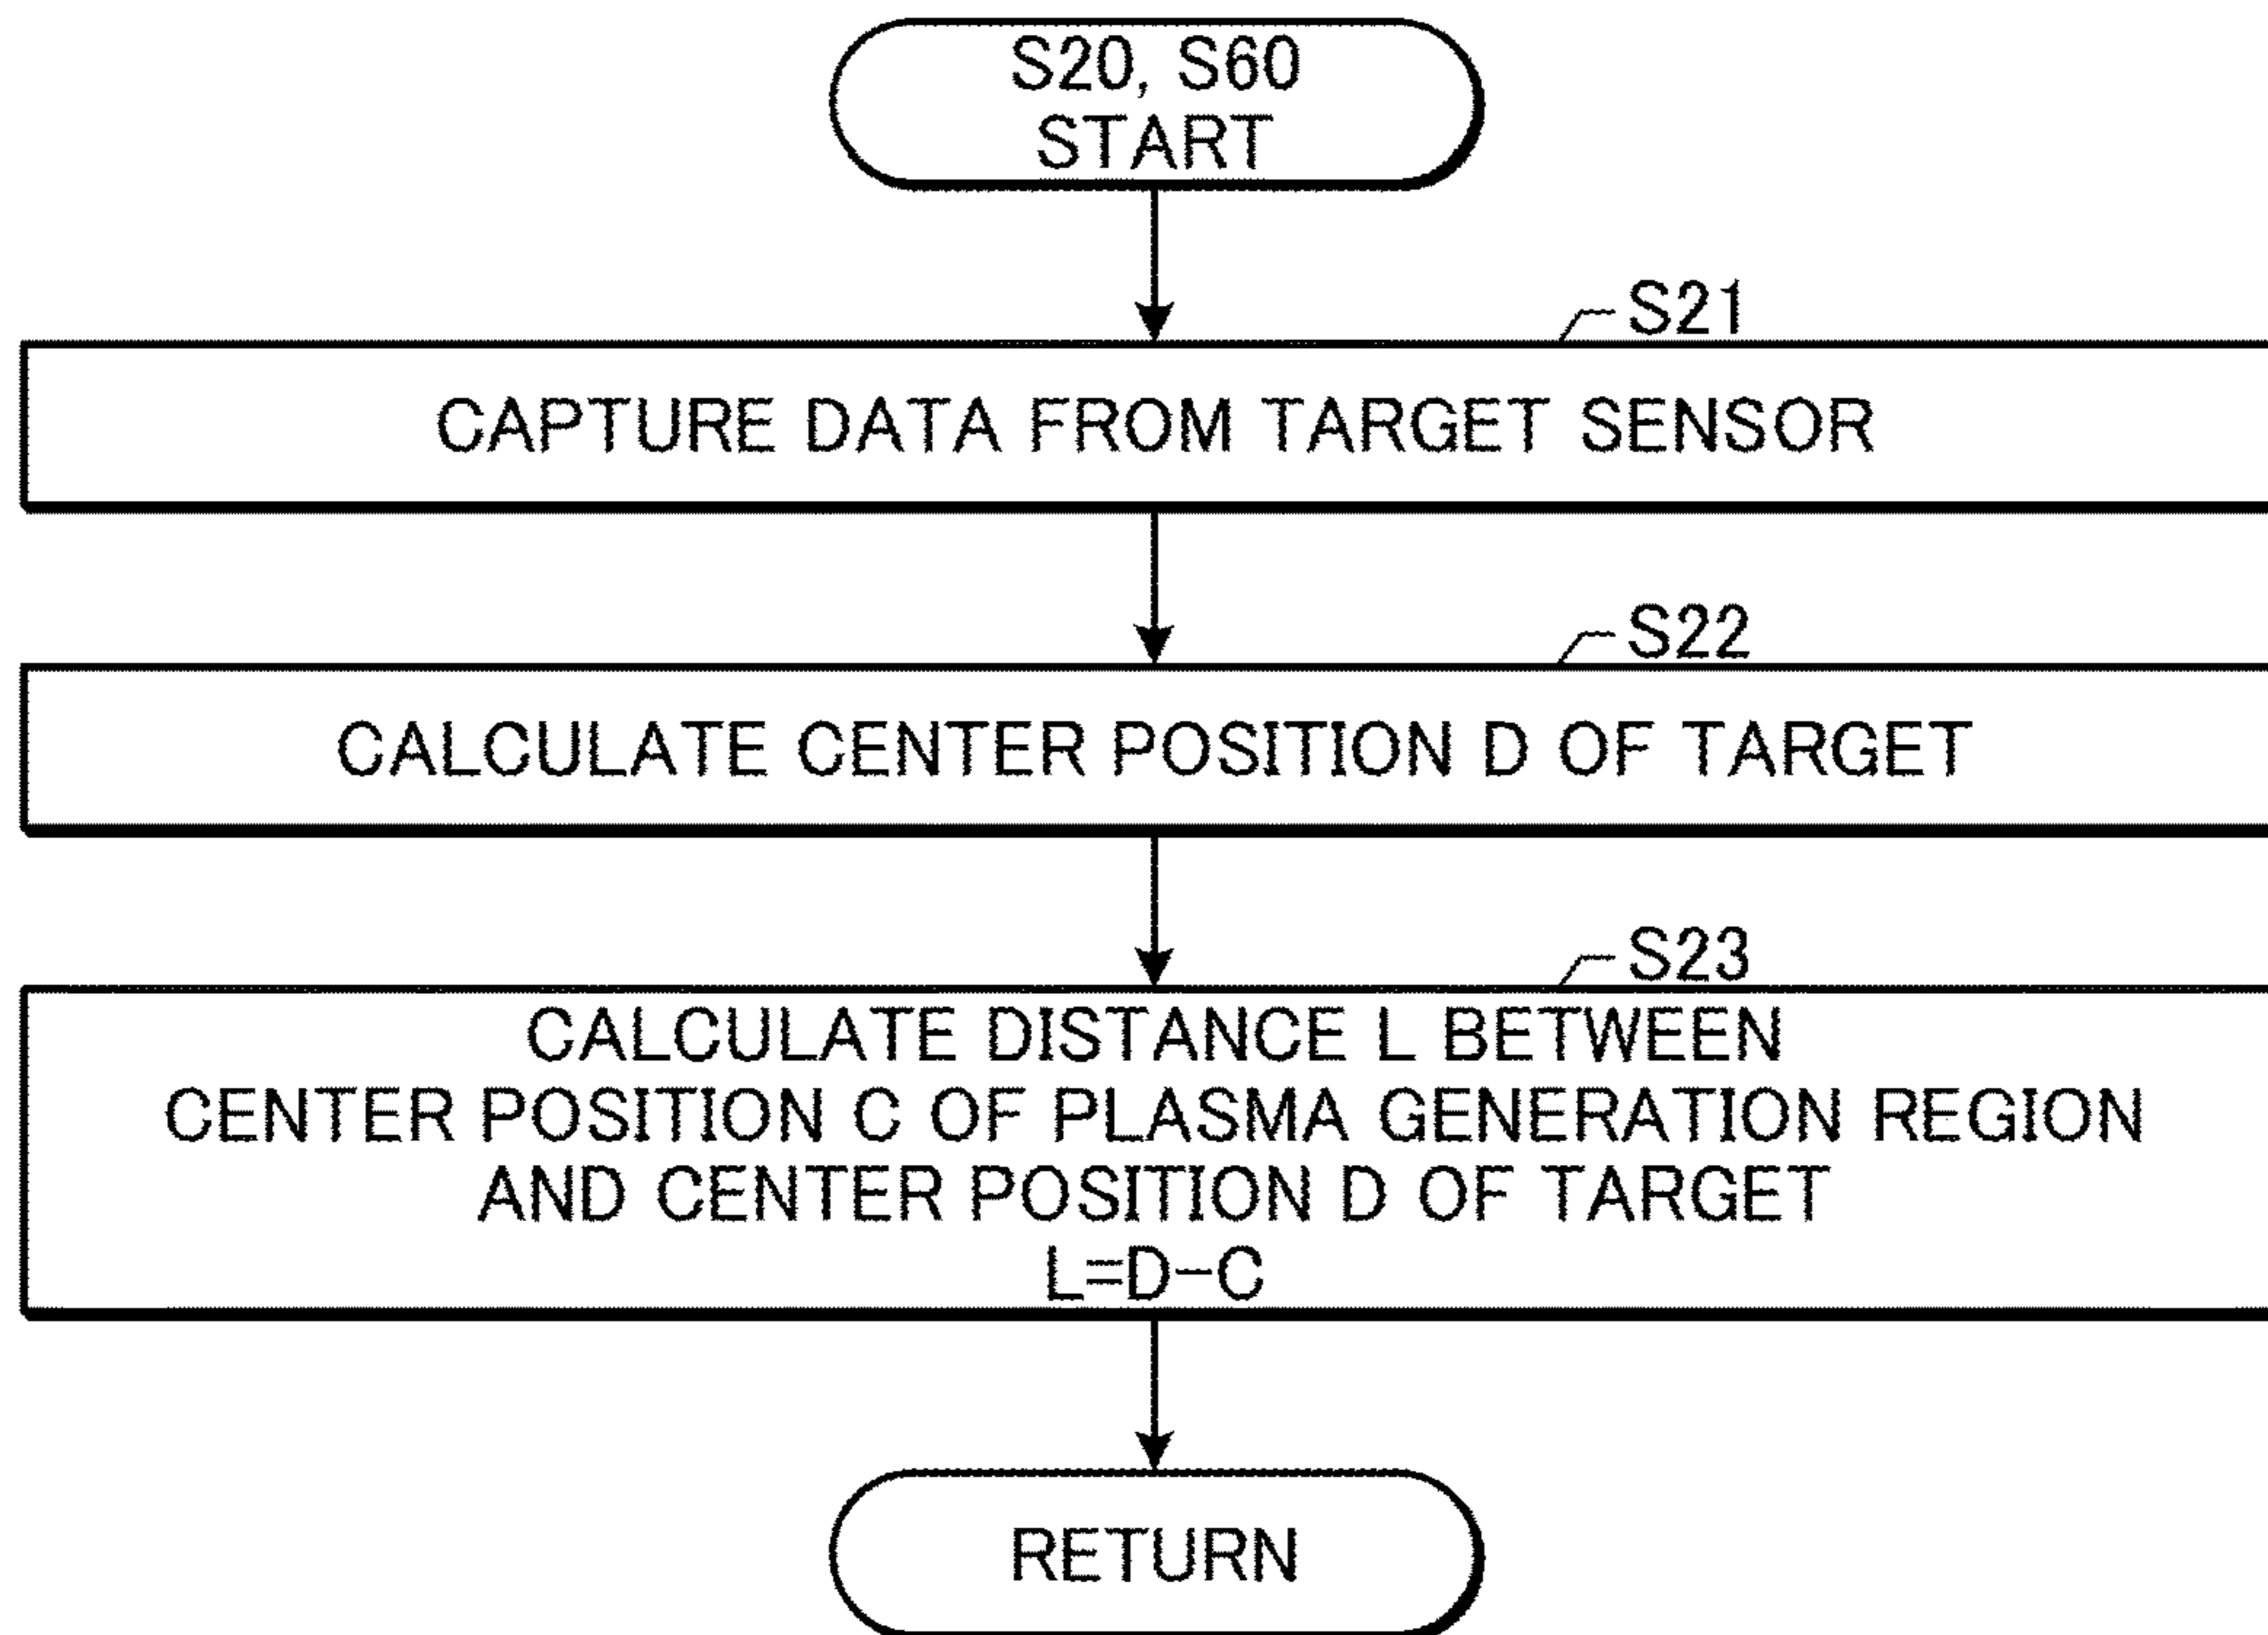 S20, S60
START
S21
CAPTURE DATA FROM TARGET SENSOR
S22
CALCULATE CENTER POSITION D OF TARGET
S23
CALCULATE DISTANCE L BETWEEN
CENTER POSITION C OF PLASMA GENERATION REGION
AND CENTER POSITION D OF TARGET
L=D−C
RETURN